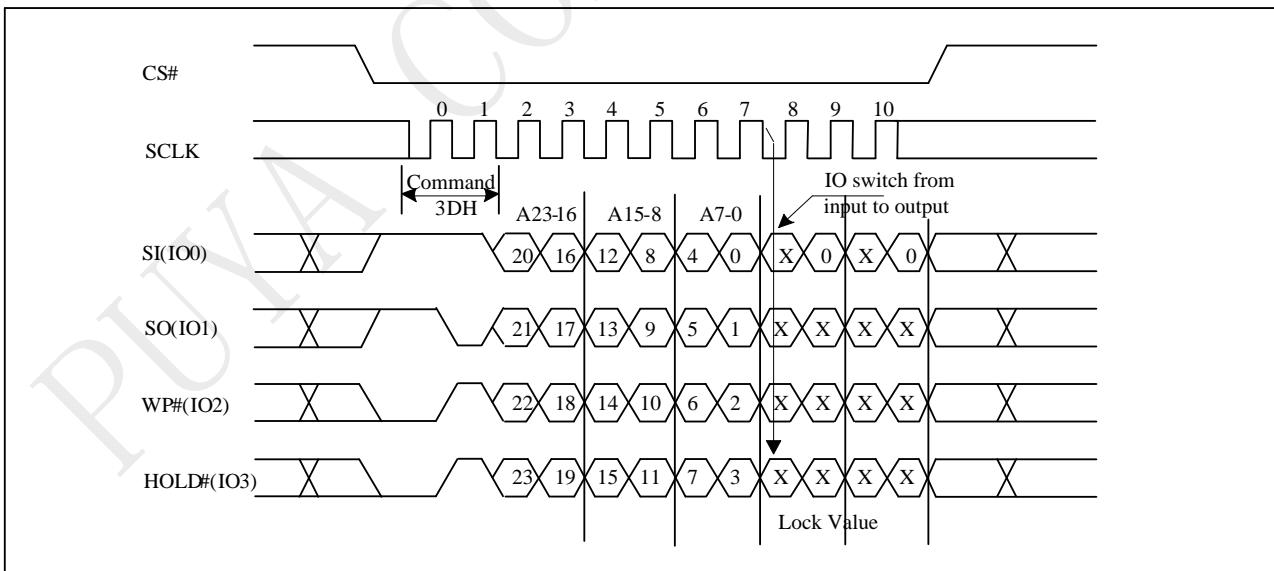 PUYA CO
CS#
0 1 2 3 4 5 6 7 8 9 10
SCLK
Command
3DH
IO switch from
input to output
A23-16 A15-8 A7-0
SI(IO0) 20 16 12 8 4 0 X 0 X 0
SO(IO1) 21 17 13 9 5 1 X X X X
WP#(IO2) 22 18 14 10 6 2 X X X X
HOLD#(IO3) 23 19 15 11 7 3 X X X X
Lock Value